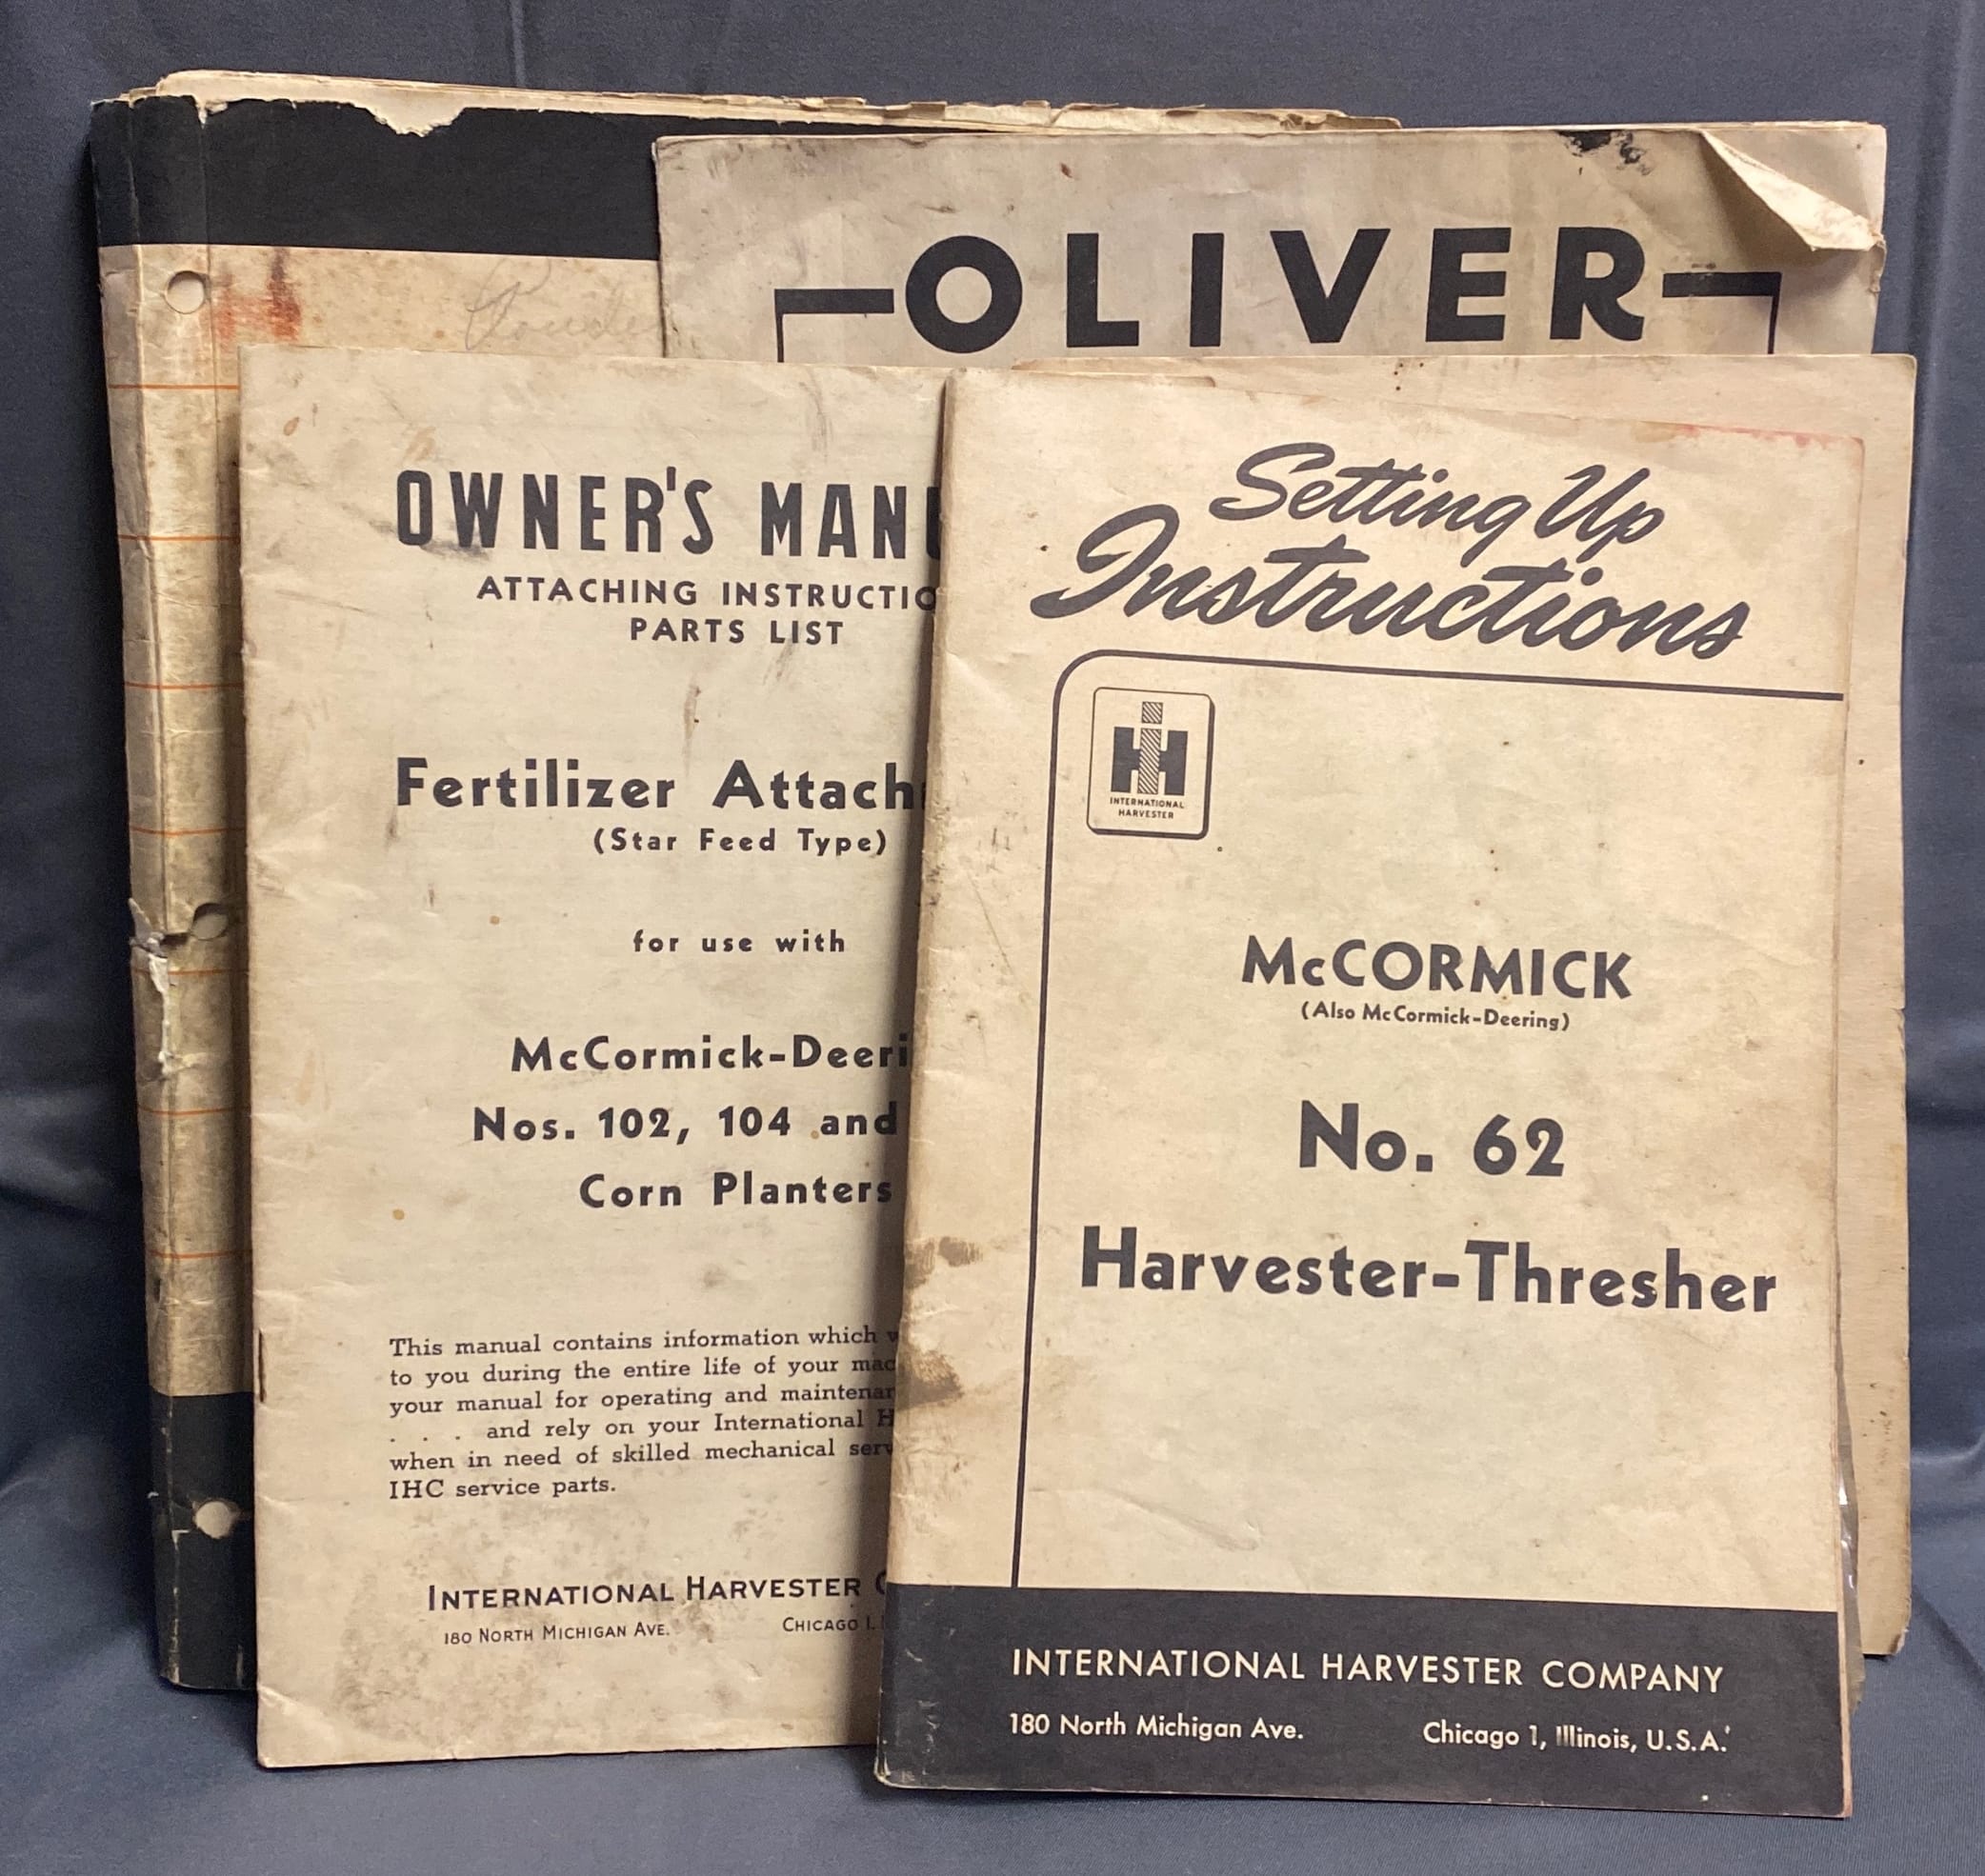 OLIVER
OWNER'S MANU
ATTACHING INSTRUCTIO
PARTS LIST
Fertilizer Attach
(Star Feed Type)
for use with
McCormick-Deeri
Nos. 102, 104 and
Corn Planters
This manual contains information which w
to you during the entire life of your mac
your manual for operating and maintenan
. . . and rely on your International H
when in need of skilled mechanical serv
IHC service parts.
INTERNATIONAL HARVESTER C
180 NORTH MICHIGAN AVE. CHICAGO 1,
Setting Up
Instructions
IH
INTERNATIONAL
HARVESTER
McCORMICK
(Also McCormick-Deering)
No. 62
Harvester-Thresher
INTERNATIONAL HARVESTER COMPANY
180 North Michigan Ave. Chicago 1, Illinois, U.S.A.